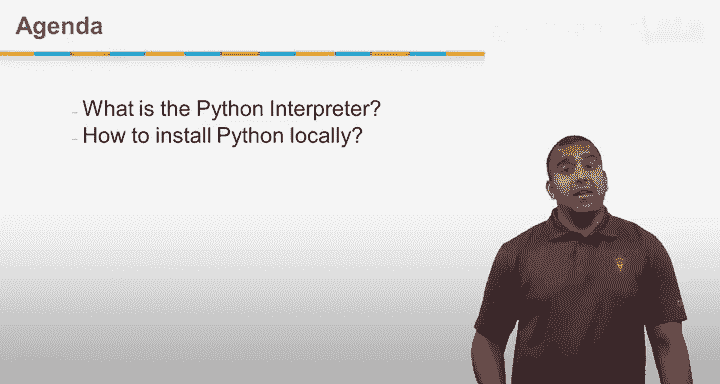 Agenda
- What is the Python Interpreter?
- How to install Python locally?